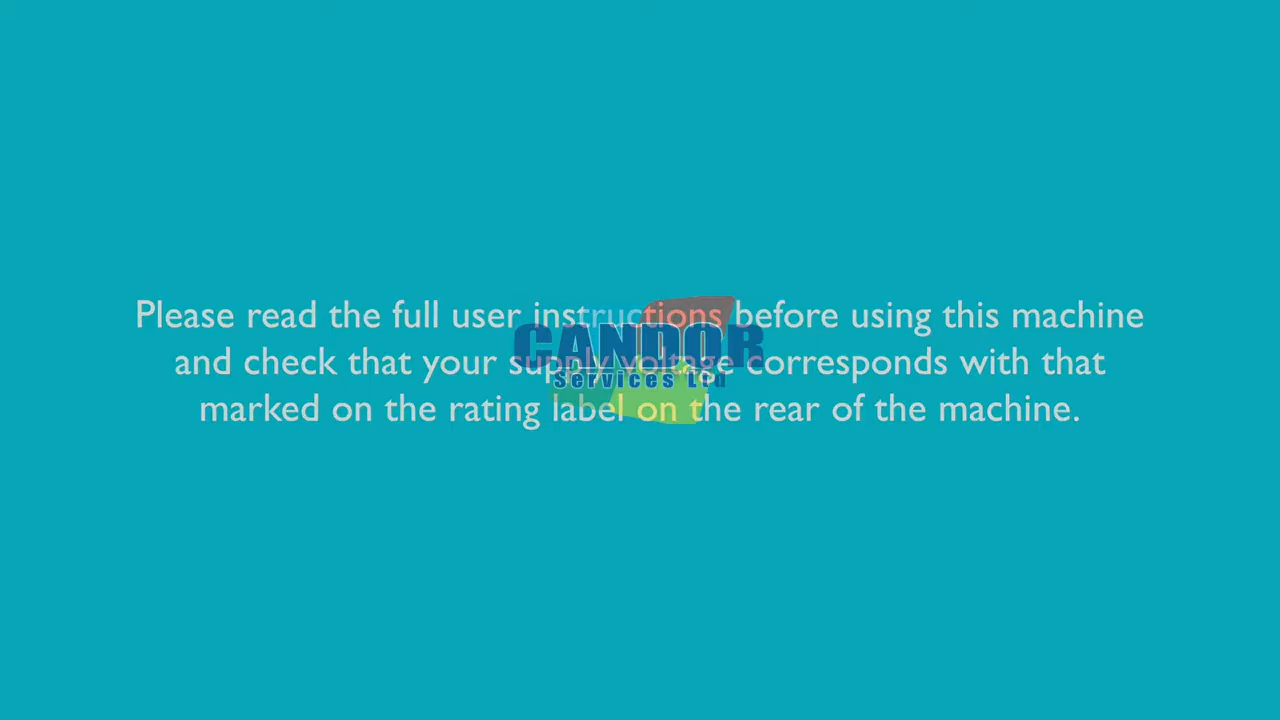 Please read the full user instructions before using this machine
CANDOR
and check that your supply voltage corresponds with that
Services Ltd
marked on the rating label on the rear of the machine.